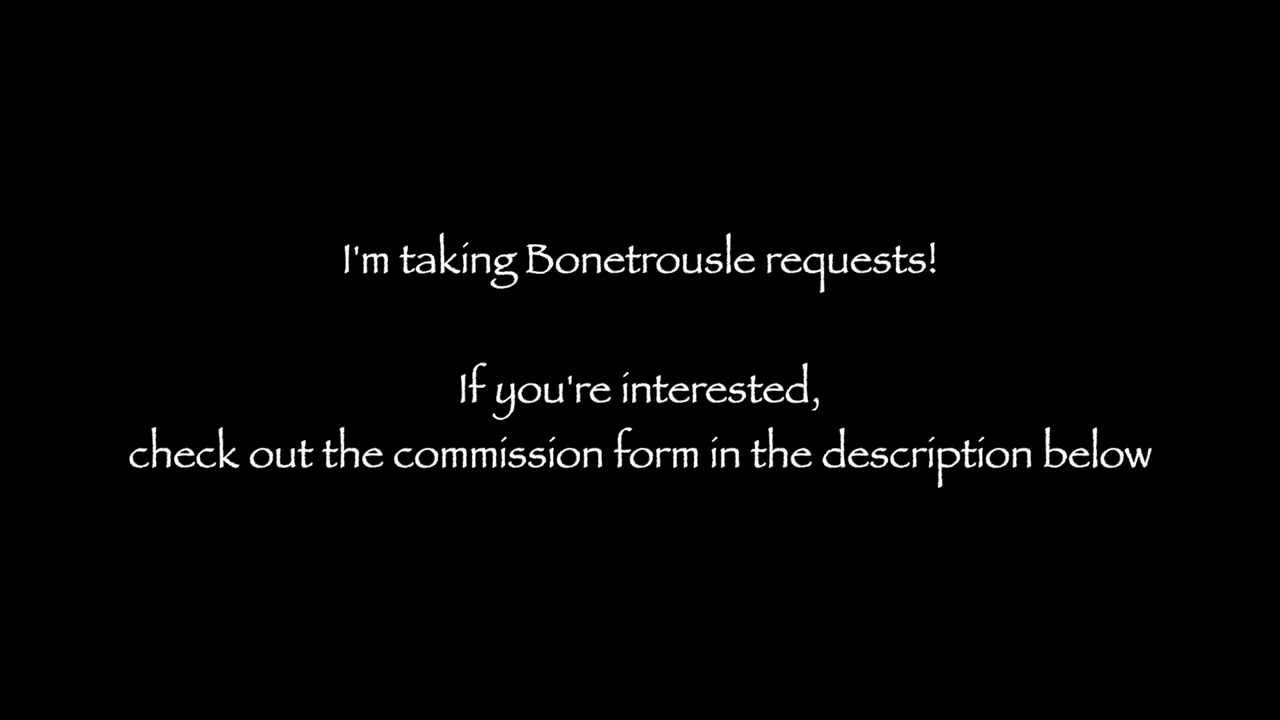 I'm taking Bonetrousle requests!
If you're interested,
check out the commission form in the description below